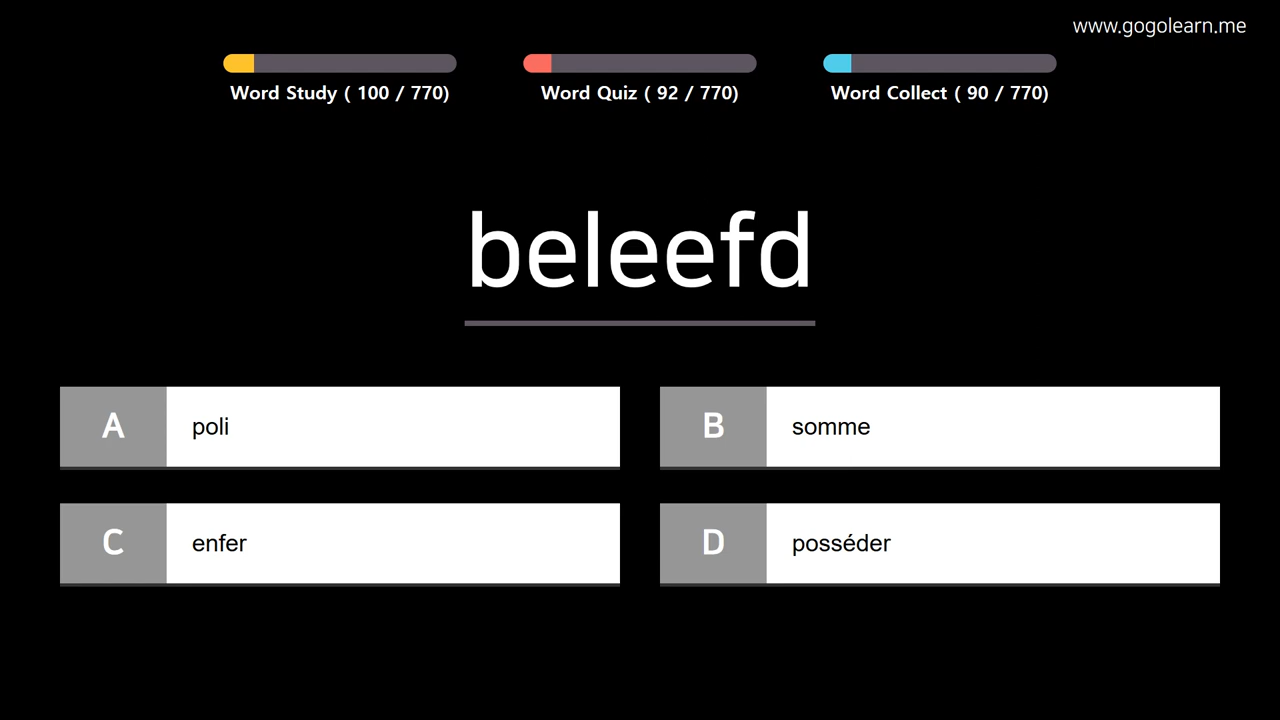 www.gogolearn.me
Word Study ( 100 / 770)
Word Quiz ( 92 / 770)
Word Collect ( 90 / 770)
beleefd
A
poli
B
somme
C
enfer
D
posséder